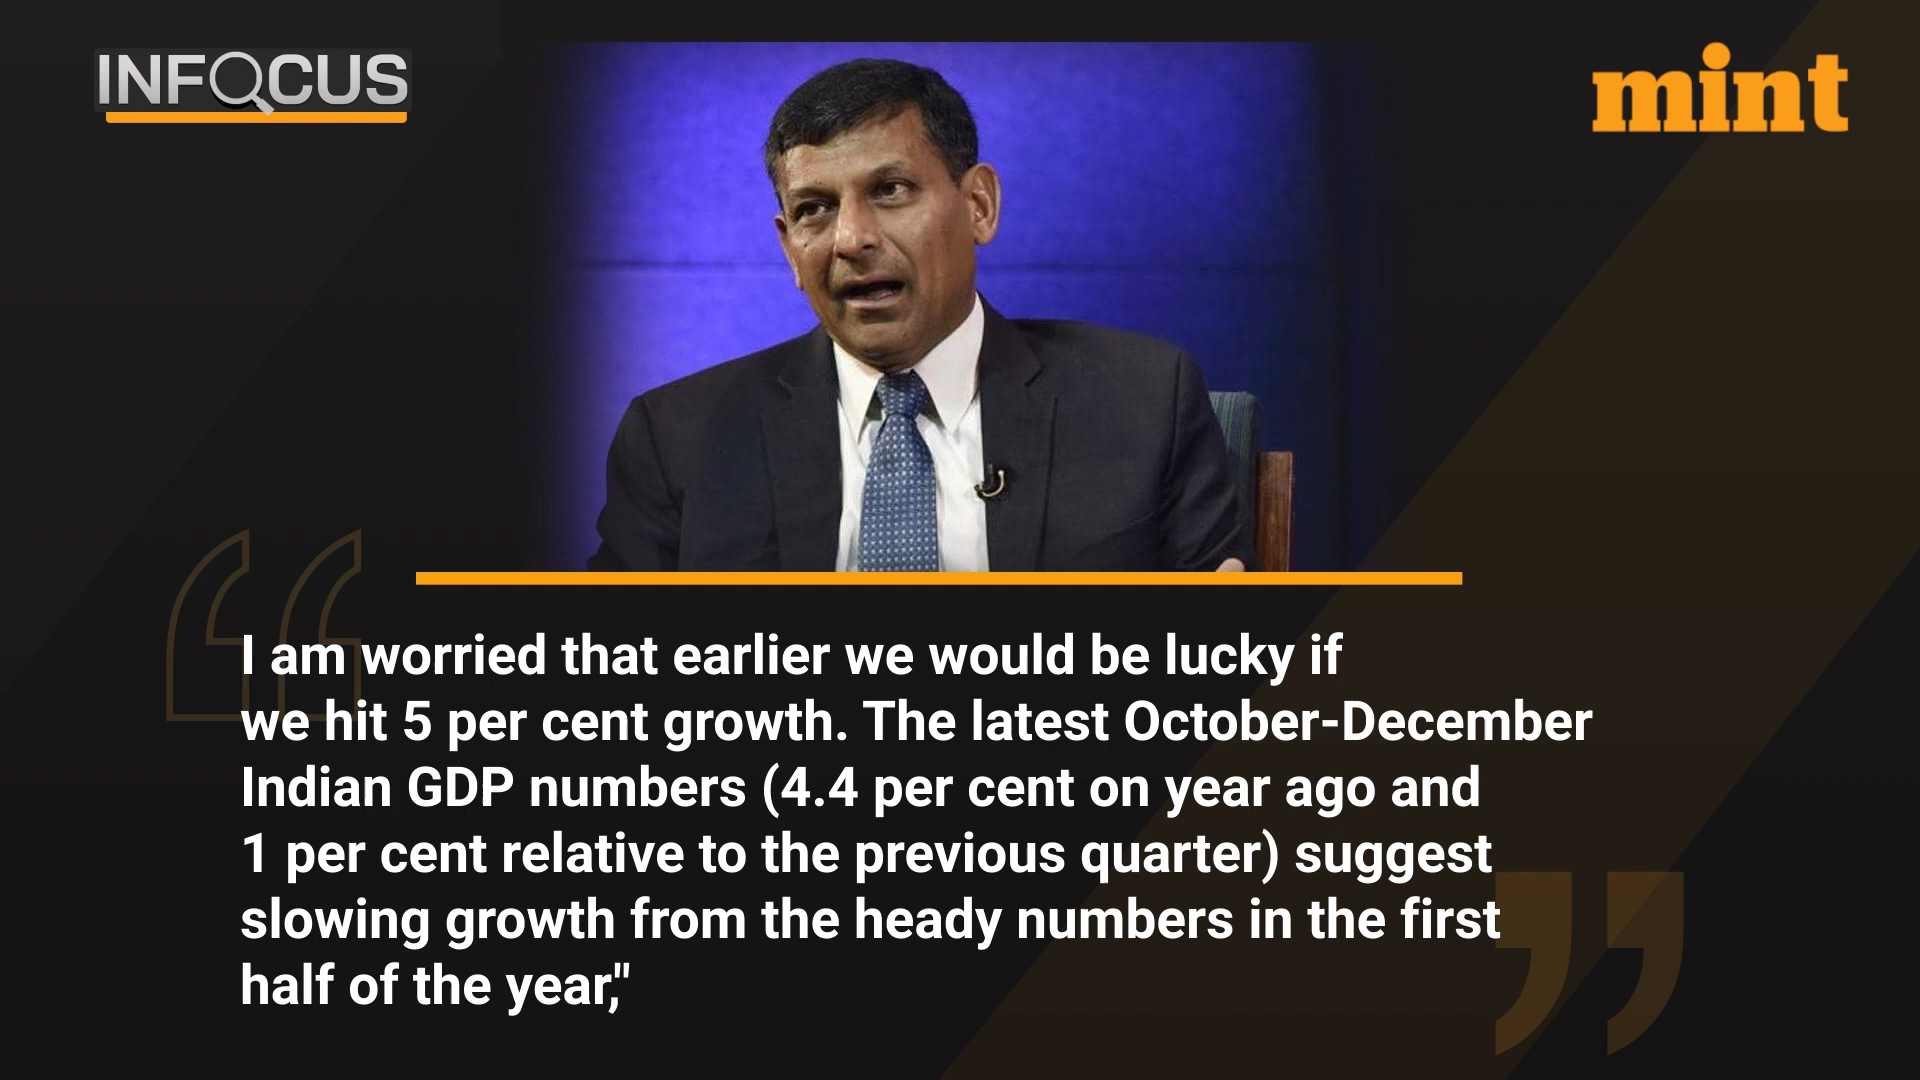 INFOCUS
mint
I am worried that earlier we would be lucky if
we hit 5 per cent growth. The latest October-December
Indian GDP numbers (4.4 per cent on year ago and
1 per cent relative to the previous quarter) suggest
slowing growth from the heady numbers in the first
half of the year,"